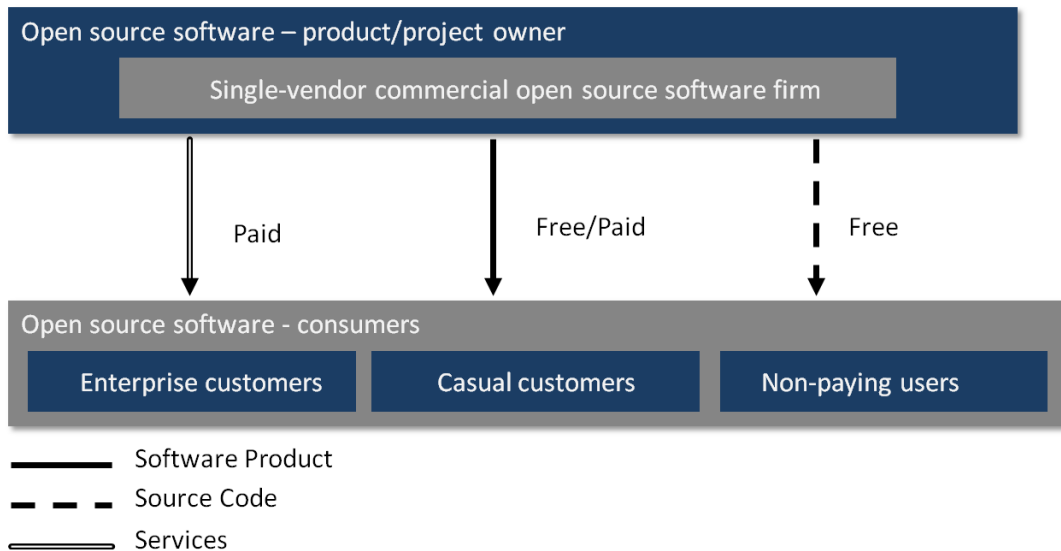 Open source software – product/project owner
Single-vendor commercial open source software firm
Paid
Free/Paid
Free
Open source software - consumers
Enterprise customers
Casual customers
Non-paying users
Software Product
Source Code
Services